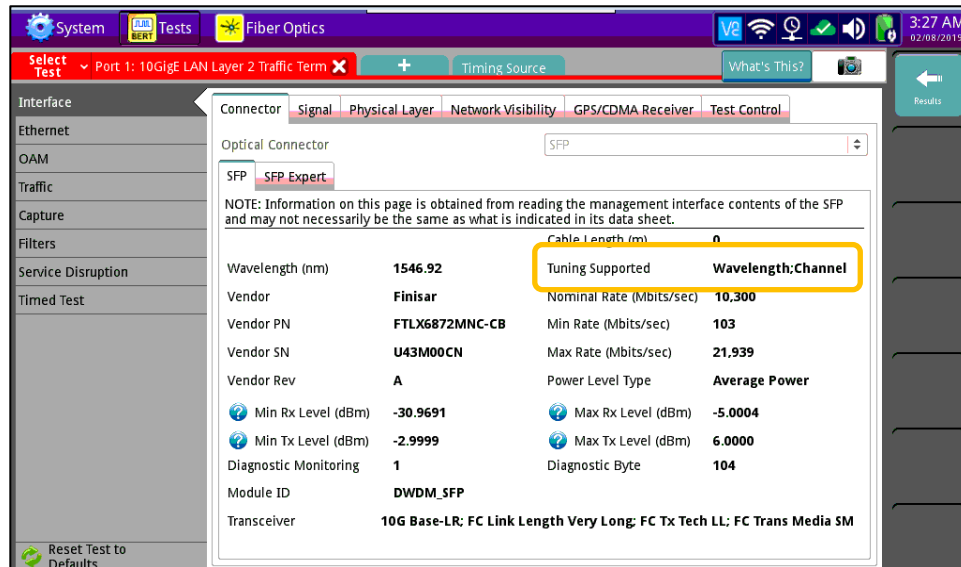 System BERT Tests Fiber Optics 3:27 AM
02/08/2019
Select Test Port 1: 10GigE LAN Layer 2 Traffic Term + Timing Source What's This?
Results
Interface
Ethernet
OAM
Traffic
Capture
Filters
Service Disruption
Timed Test
Reset Test to
Defaults
Connector Signal Physical Layer Network Visibility GPS/CDMA Receiver Test Control
Optical Connector SFP
SFP SFP Expert
NOTE: Information on this page is obtained from reading the management interface contents of the SFP
and may not necessarily be the same as what is indicated in its data sheet.
Cable Length (m) 0
Wavelength (nm) 1546.92 Tuning Supported Wavelength;Channel
Vendor Finisar Nominal Rate (Mbits/sec) 10,300
Vendor PN FTLX6872MNC-CB Min Rate (Mbits/sec) 103
Vendor SN U43M00CN Max Rate (Mbits/sec) 21,939
Vendor Rev A Power Level Type Average Power
? Min Rx Level (dBm) -30.9691 ? Max Rx Level (dBm) -5.0004
? Min Tx Level (dBm) -2.9999 ? Max Tx Level (dBm) 6.0000
Diagnostic Monitoring 1 Diagnostic Byte 104
Module ID DWDM_SFP
Transceiver 10G Base-LR; FC Link Length Very Long; FC Tx Tech LL; FC Trans Media SM